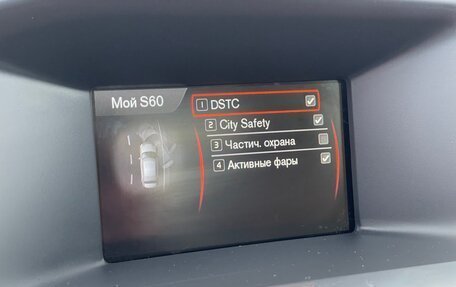 Мой S60
1 DSTC
2 City Safety
3 Частич. охрана
4 Активные фары